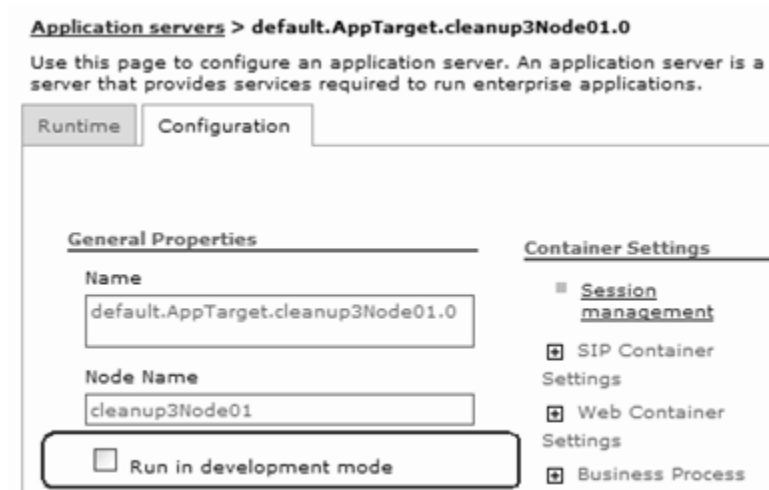 Application servers > default.AppTarget.cleanup3Node01.0
Use this page to configure an application server. An application server is a
server that provides services required to run enterprise applications.
Runtime
Configuration
General Properties
Name
default.AppTarget.cleanup3Node01.0
Node Name
cleanup3Node01
Run in development mode
Container Settings
Session
management
SIP Container
Settings
Web Container
Settings
Business Process